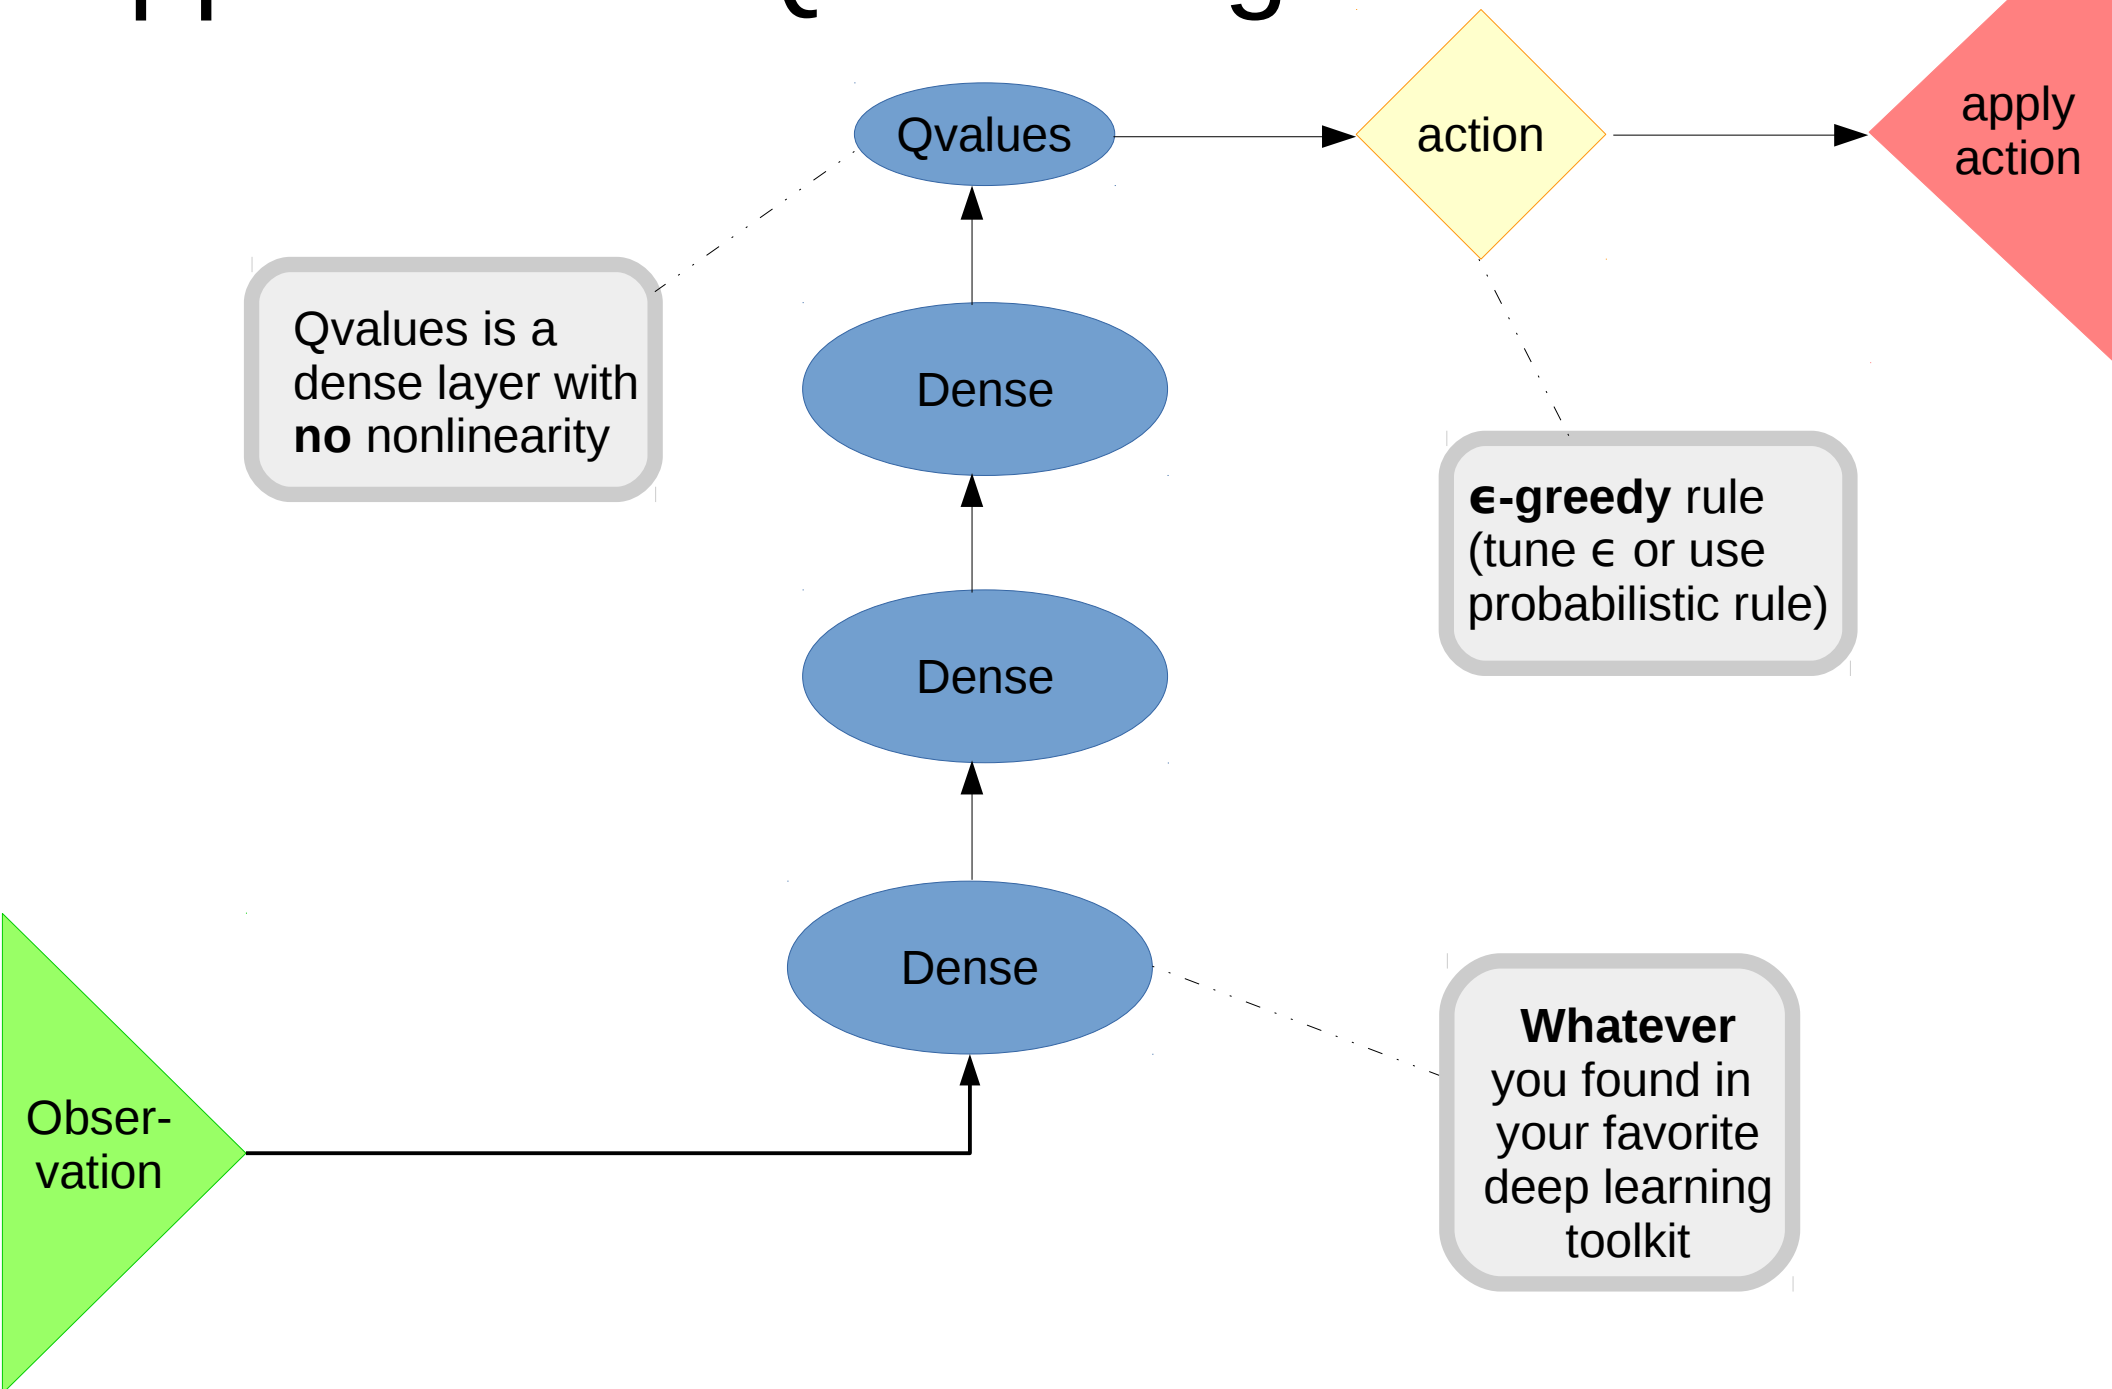 Qvalues
action
apply
action
Qvalues is a
dense layer with
no nonlinearity
Dense
ϵ-greedy rule
(tune ϵ or use
probabilistic rule)
Dense
Dense
Whatever
you found in
your favorite
deep learning
toolkit
Obser-
vation